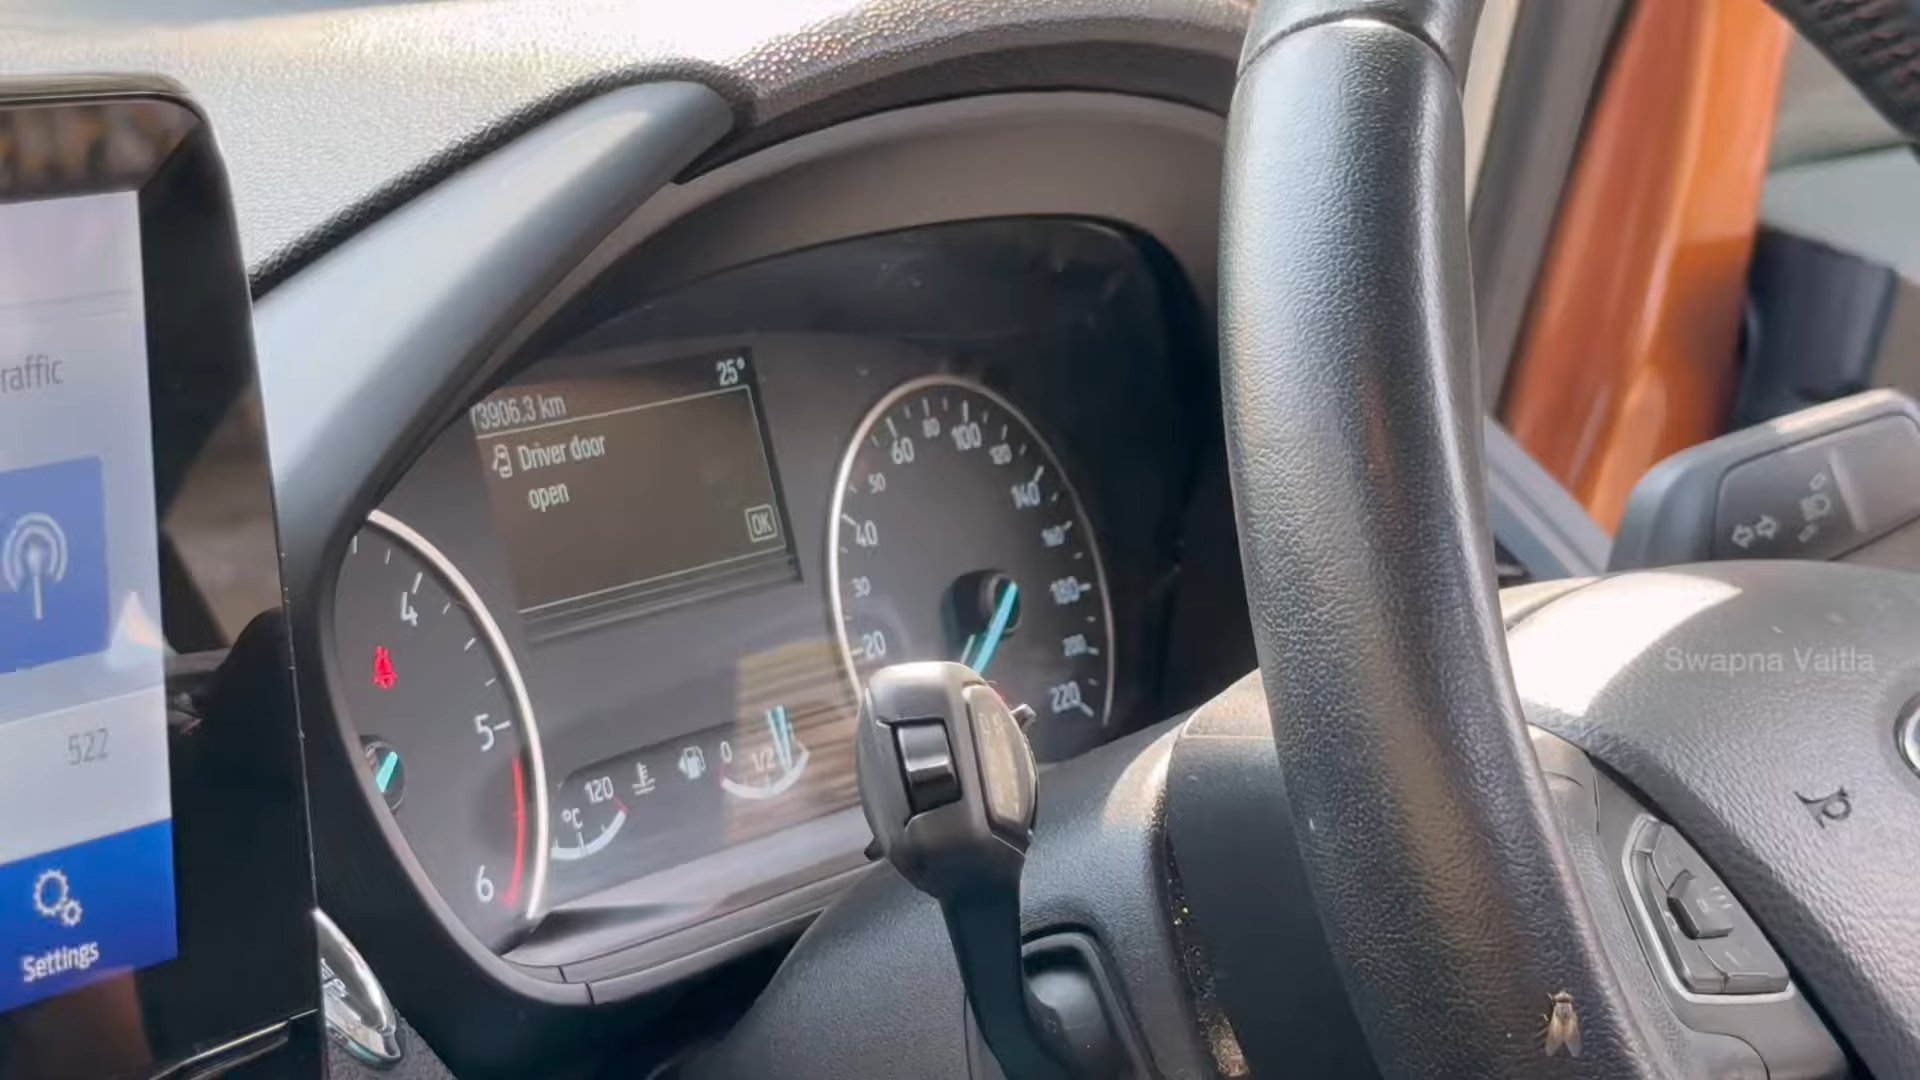 25°
3906.3 km
Driver door
open
OK
raffic
522
Settings
4
5
6
120
°C
0
1/2
20
30
40
50
60
80
100
120
140
160
180
200
220
Swapna Vaitla